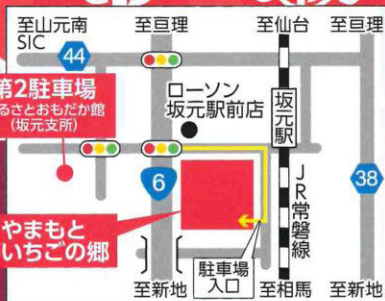 至山元南
SIC
至亘理
至仙台
至亘理
44
第2駐車場
るさとおもだか館
(坂元支所)
ローソン
坂元駅前店
坂元駅
6
JR常磐線
38
やまもと
いちごの郷
駐車場
入口
至新地
至相馬
至新地